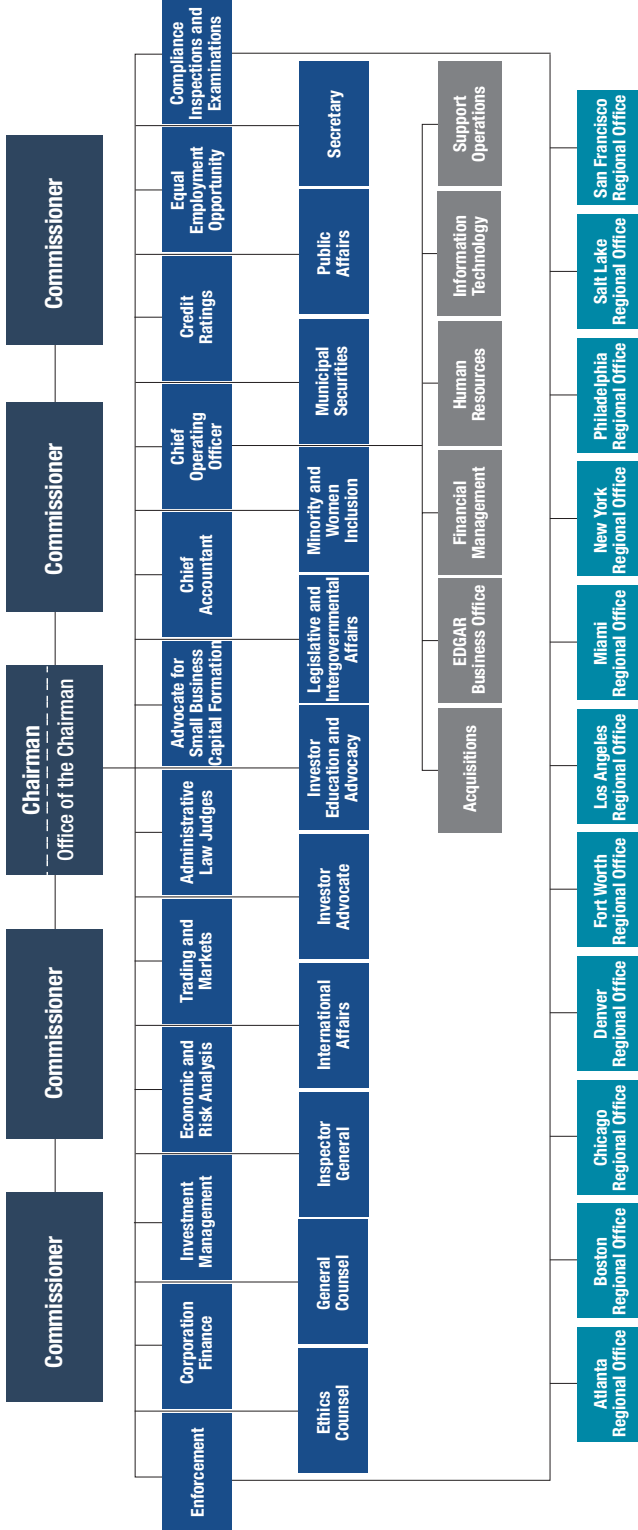 Commissioner
Commissioner
Chairman
Office of the Chairman
Commissioner
Commissioner
Enforcement
Corporation
Finance
Investment
Management
Economic and
Risk Analysis
Trading and
Markets
Administrative
Law Judges
Advocate for
Small Business
Capital Formation
Chief
Accountant
Chief
Operating
Officer
Credit
Ratings
Equal
Employment
Opportunity
Compliance
Inspections and
Examinations
Ethics
Counsel
General
Counsel
Inspector
General
International
Affairs
Investor
Advocate
Investor
Education and
Advocacy
Legislative and
Intergovernmental
Affairs
Minority and
Women
Inclusion
Municipal
Securities
Public
Affairs
Secretary
Acquisitions
EDGAR
Business Office
Financial
Management
Human
Resources
Information
Technology
Support
Operations
Atlanta
Regional Office
Boston
Regional Office
Chicago
Regional Office
Denver
Regional Office
Fort Worth
Regional Office
Los Angeles
Regional Office
Miami
Regional Office
New York
Regional Office
Philadelphia
Regional Office
Salt Lake
Regional Office
San Francisco
Regional Office